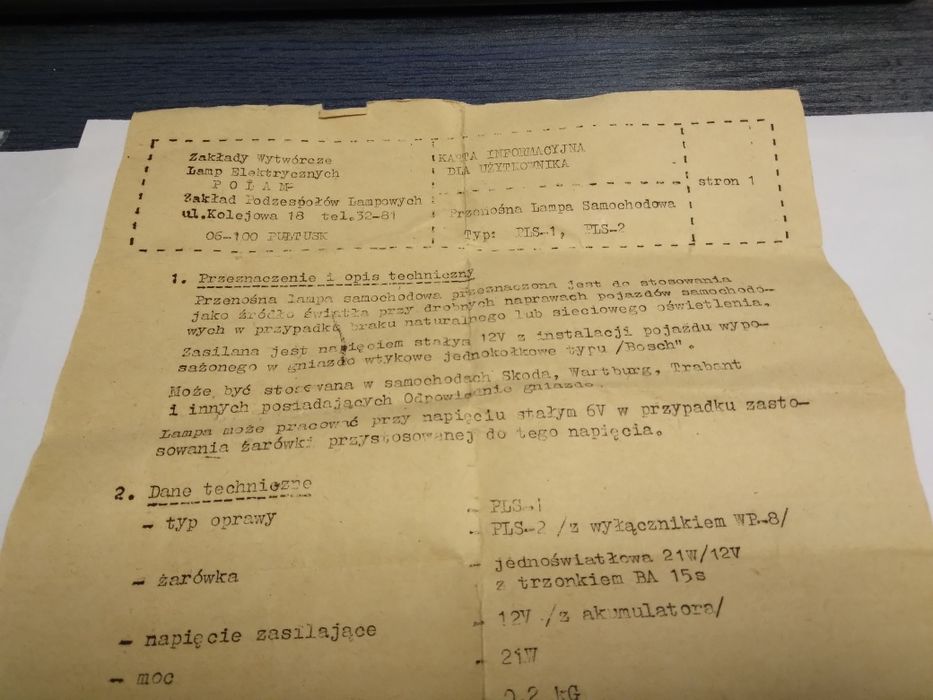 Zakłady Wytwórcze
Lamp Elektrycznych
P O L A M
Zakład Podzespołów Lampowych
ul.Kolejowa 18 tel.32-81
06-100 PUŁTUSK
KARTA INFORMACYJNA
DLA UŻYTKOWNIKA
Przenośna Lampa Samochodowa
Typ: PLS-1, PLS-2
stron 1
1. Przeznaczenie i opis techniczny
Przenośna lampa samochodowa przeznaczona jest do stosowania
jako źródło światła przy drobnych naprawach pojazdów samochodo-
wych w przypadku braku naturalnego lub sieciowego oświetlenia.
Zasilana jest napięciem stałym 12V z instalacji pojazdu wypo-
sażonego w gniazdo wtykowe jednokołkowe typu /Bosch".
Może być stosowana w samochodach Skoda, Wartburg, Trabant
i innych posiadających Odpowiednie gniazdo.
Lampa może pracować przy napięciu stałym 6V w przypadku zasto-
sowania żarówki przystosowanej do tego napięcia.
2. Dane techniczne
- typ oprawy
- PLS-1
- PLS-2 /z wyłącznikiem WP-8/
- żarówka
- jednoświatłowa 21W/12V
z trzonkiem BA 15s
- napięcie zasilające
- 12V /z akumulatora/
- moc
- 21W
0,2 kG